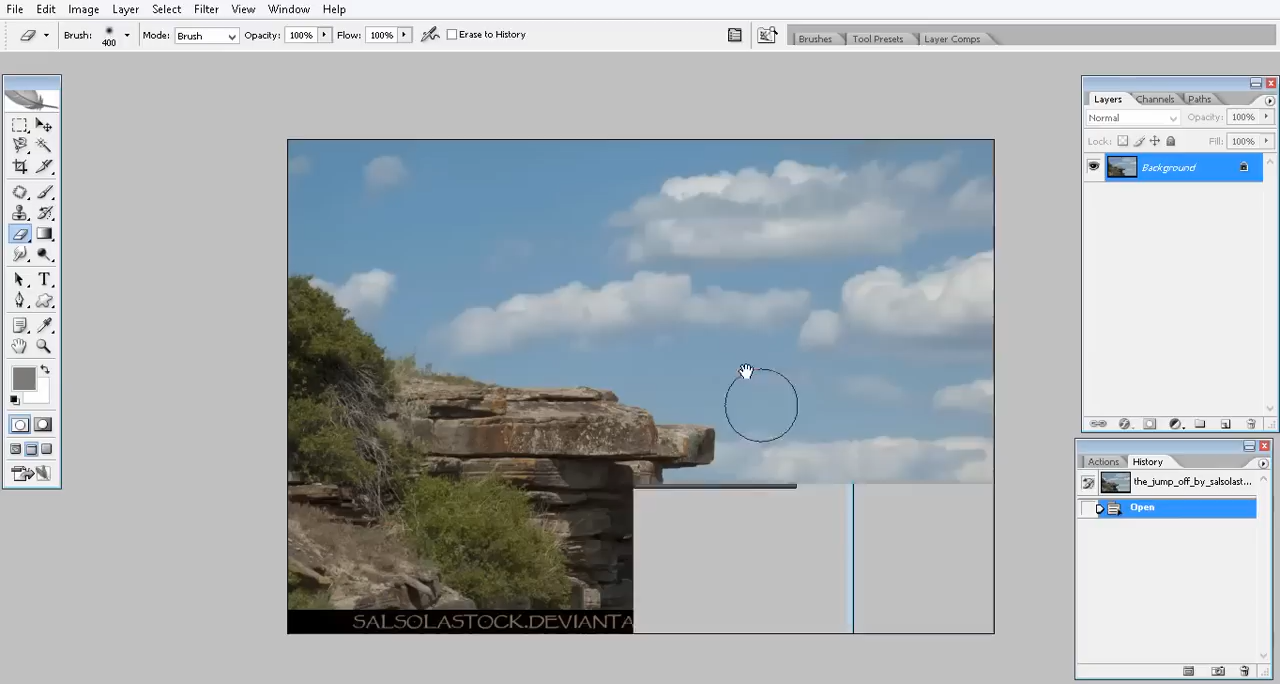 File Edit Image Layer Select Filter View Window Help
Brush: 400 Mode: Brush Opacity: 100% Flow: 100% Erase to History
Brushes Tool Presets Layer Comps
Layers Channels Paths
Normal Opacity: 100%
Lock: Fill: 100%
Background
Actions History
the_jump_off_by_salsolast...
Open
T
SALSOLASTOCK.DEVIANTA